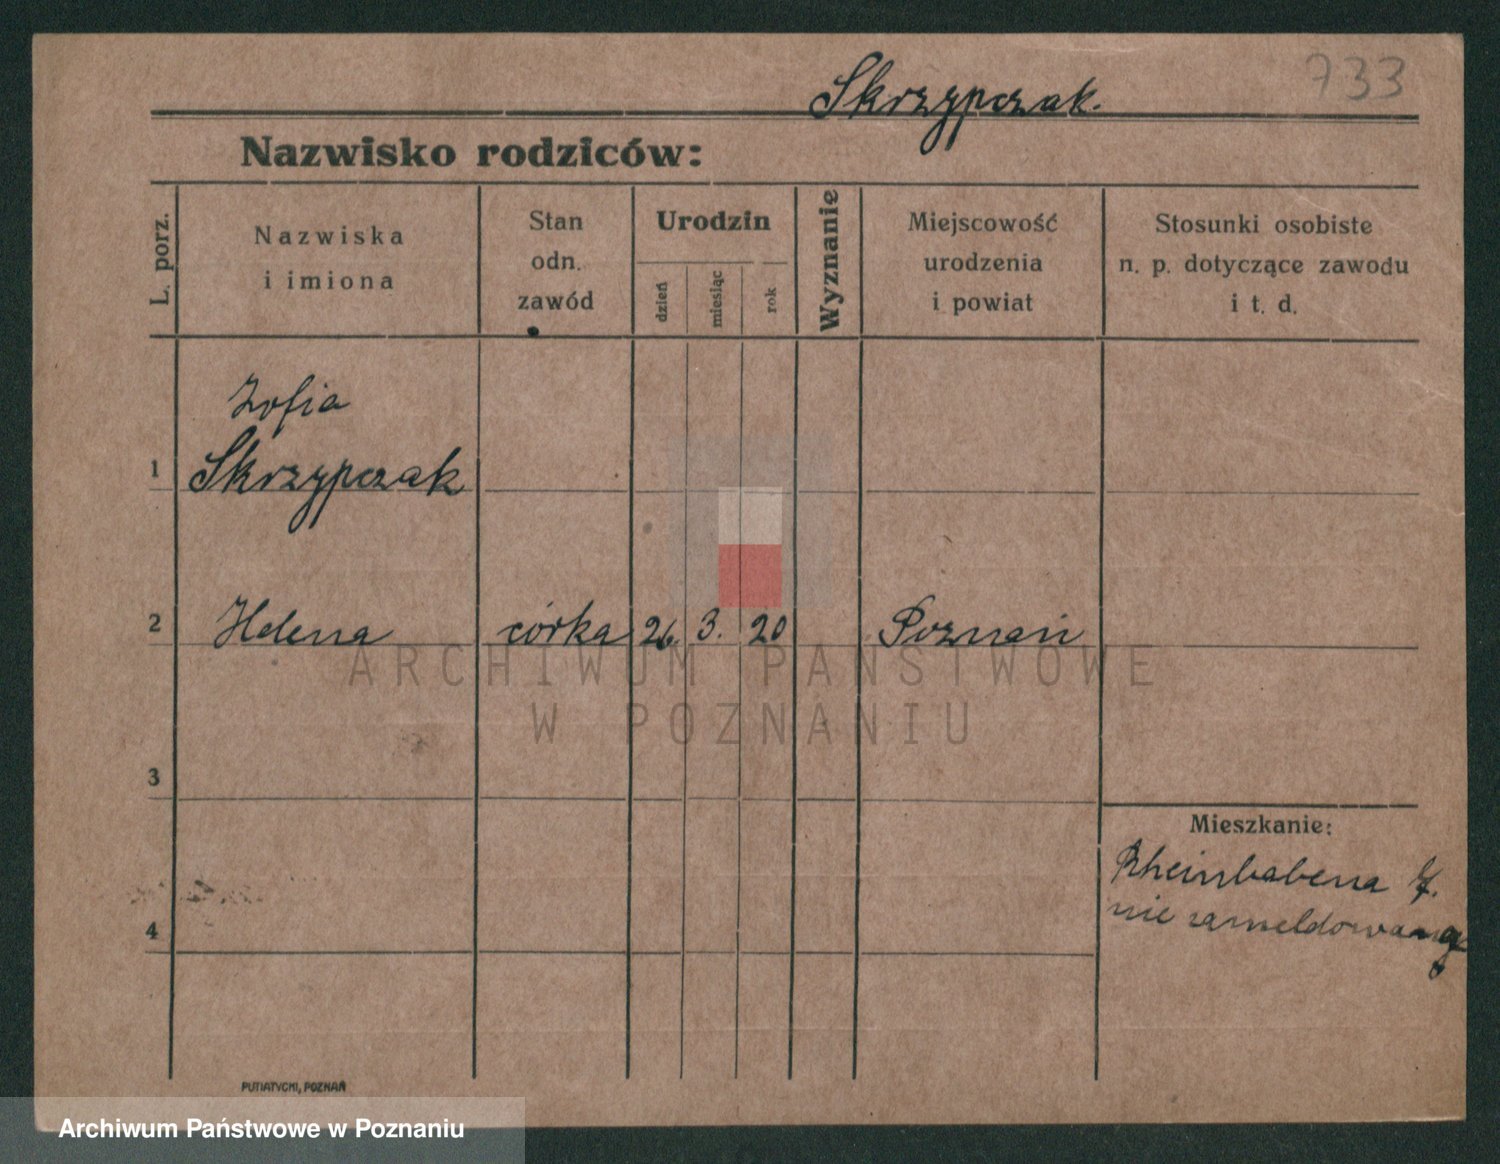 Skrzypczak.
733
Nazwisko rodziców:
L. porz.
Nazwiska
i imiona
Stan
odn.
zawód
Urodzin
dzień
miesiąc
rok
Wyznanie
Miejscowość
urodzenia
i powiat
Stosunki osobiste
n. p. dotyczące zawodu
i t. d.
Zofia
1 Skrzypczak
2 Helena córka 26. 3. 20 Poznań
ARCHIWUM PAŃSTWOWE
W POZNANIU
3
Mieszkanie:
Rheinbabena 7.
nie zameldowana
4
PUTIATYCKI, POZNAŃ
Archiwum Państwowe w Poznaniu